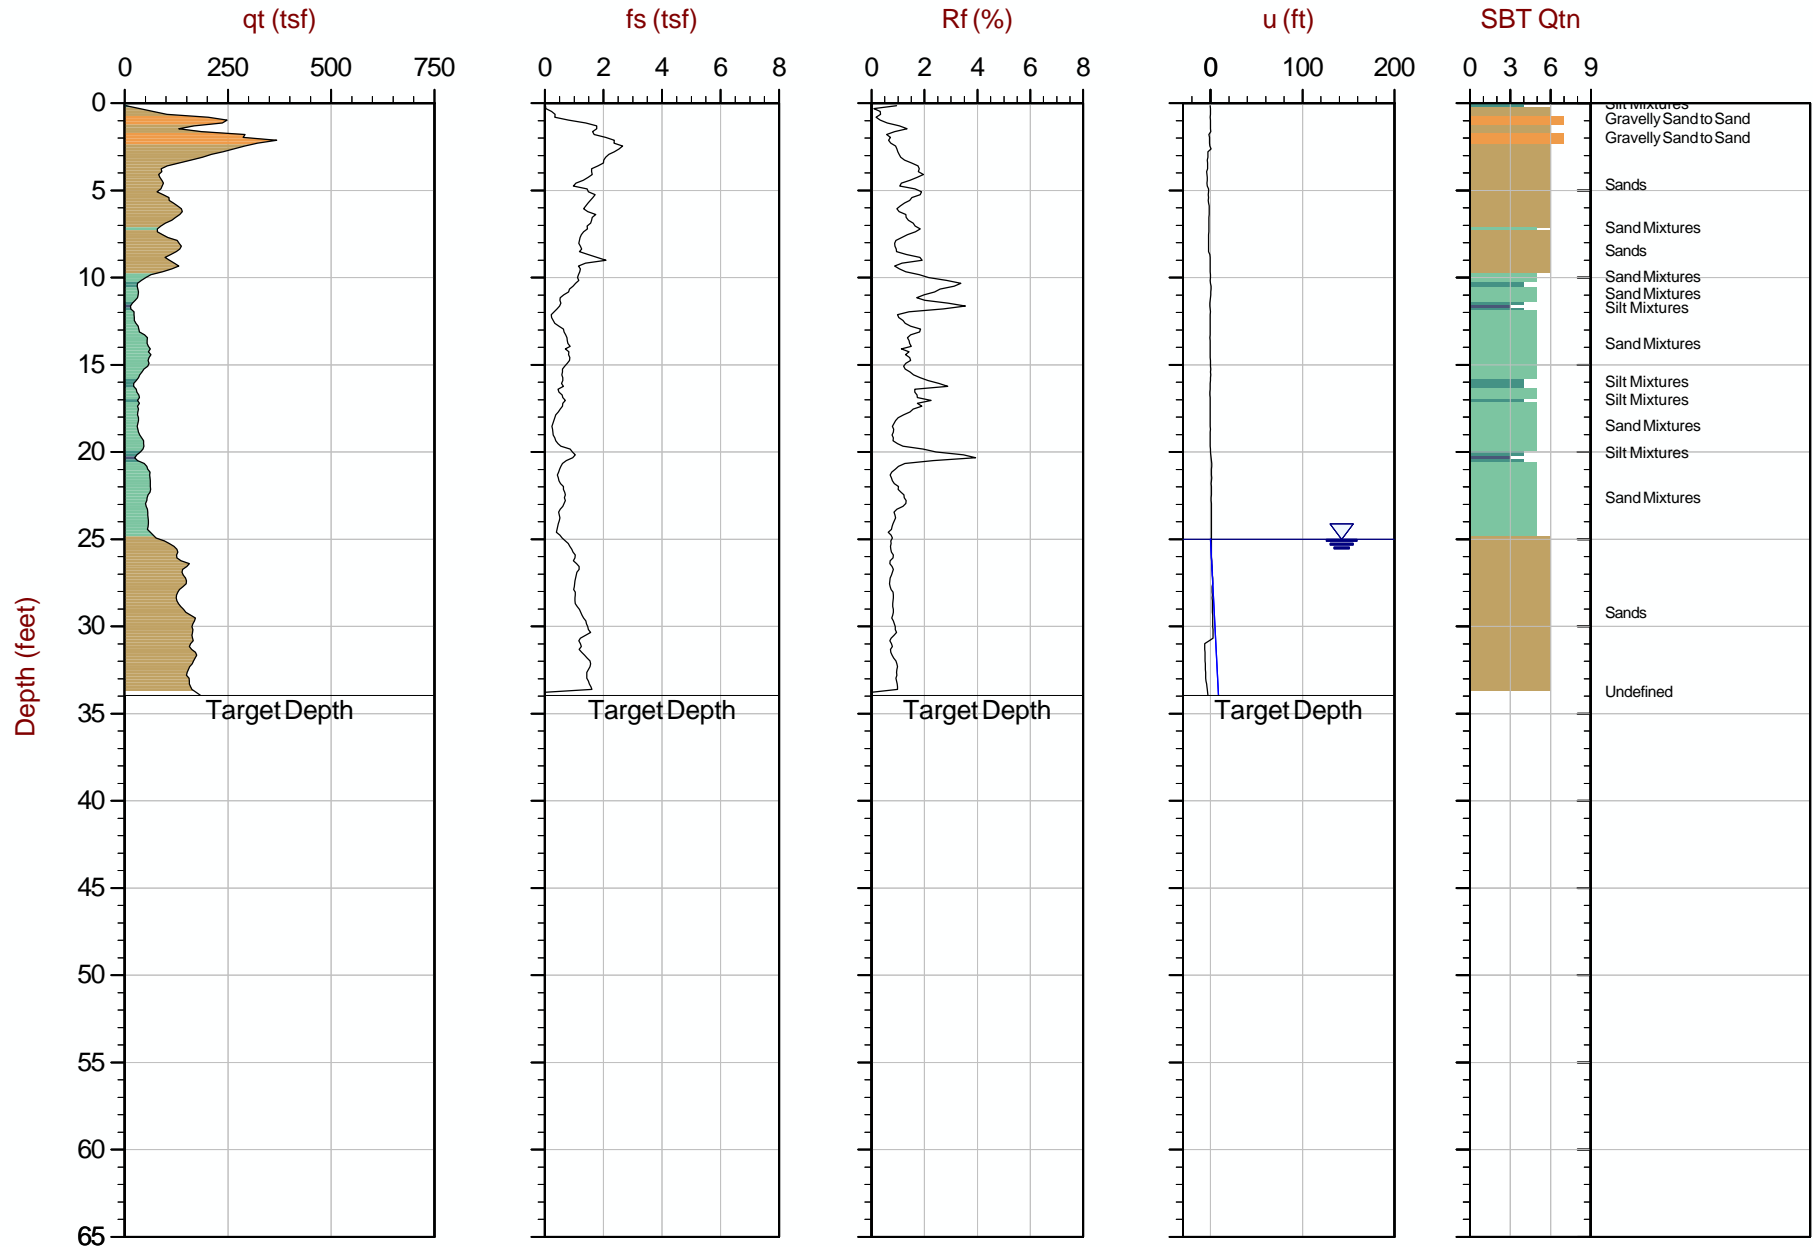 qt (tsf)
fs (tsf)
Rf (%)
u (ft)
SBT Qtn
0 250 500 750
0 2 4 6 8
0 2 4 6 8
0 100 200
0 3 6 9
Depth (feet)
0
5
10
15
20
25
30
35
40
45
50
55
60
65
Silt Mixtures
Gravelly Sand to Sand
Gravelly Sand to Sand
Sands
Sand Mixtures
Sands
Sand Mixtures
Sand Mixtures
Silt Mixtures
Sand Mixtures
Silt Mixtures
Silt Mixtures
Sand Mixtures
Silt Mixtures
Sand Mixtures
Sands
Undefined
Target Depth
Target Depth
Target Depth
Target Depth